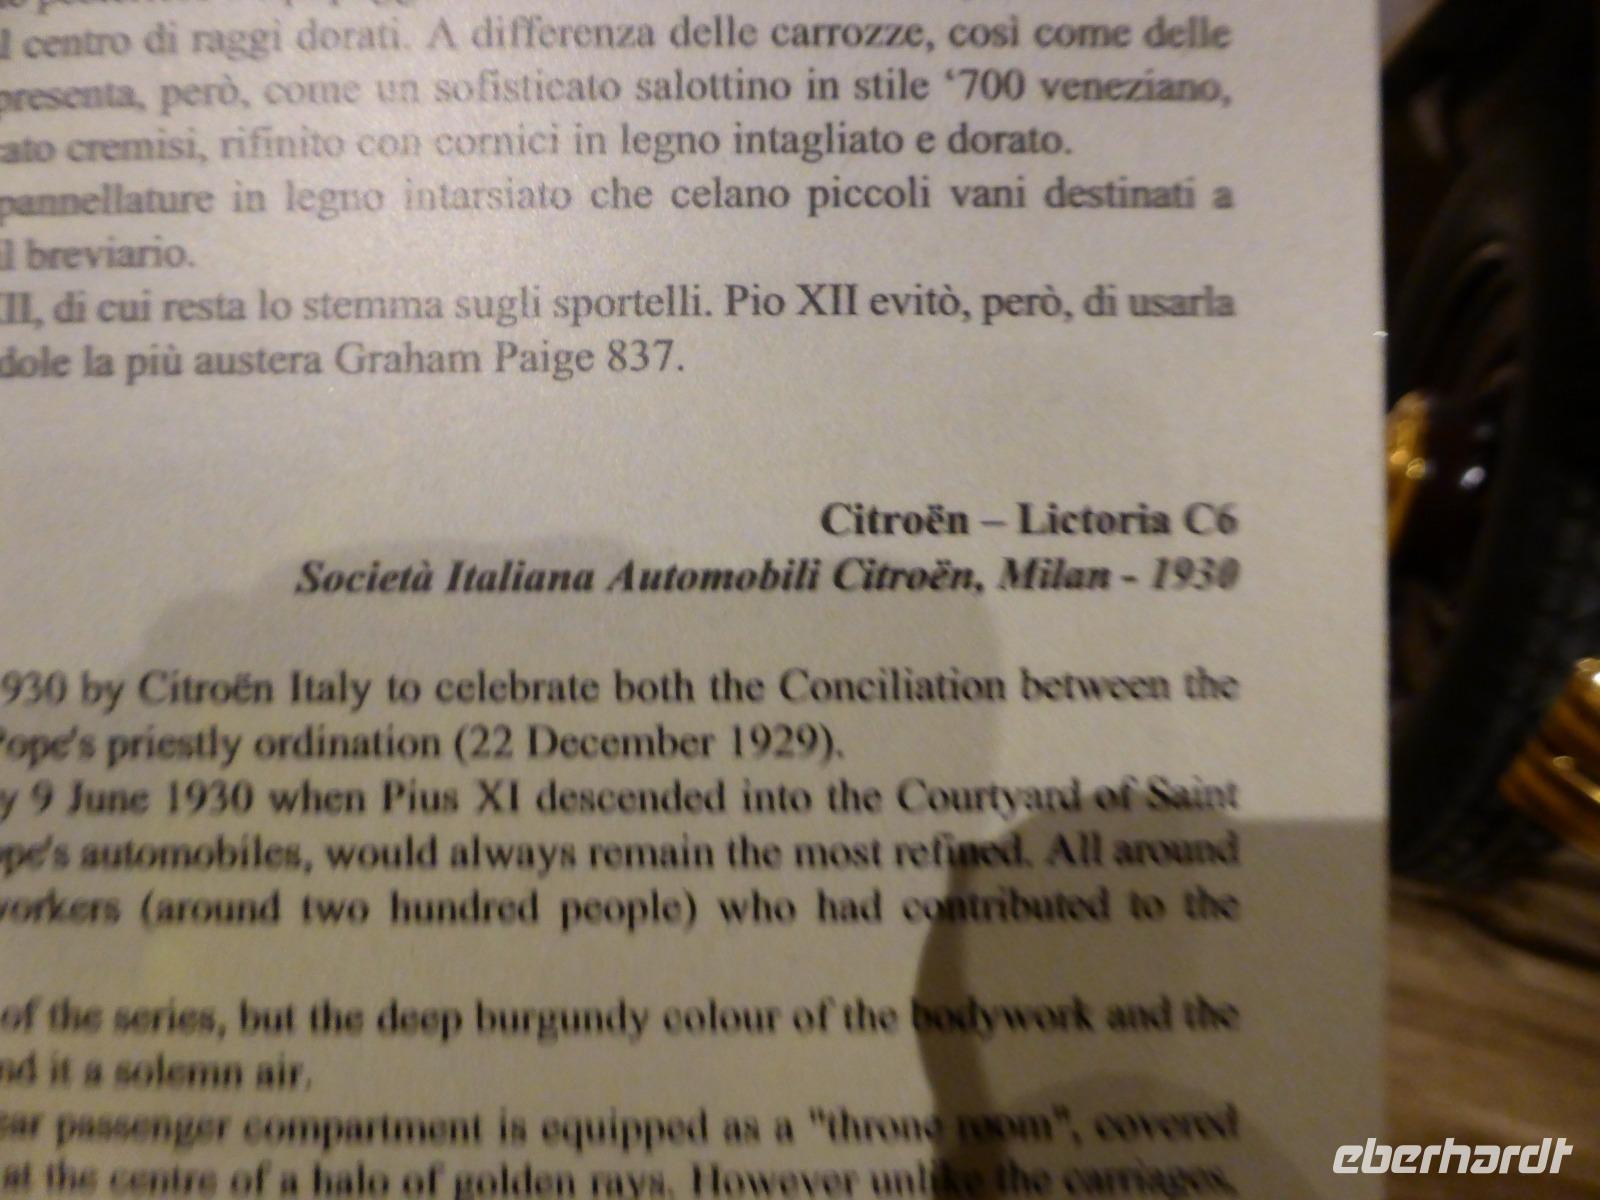 l centro di raggi dorati. A differenza delle carrozze, così come delle
presenta, però, come un sofisticato salottino in stile ‘700 veneziano,
ato cremisi, rifinito con cornici in legno intagliato e dorato.
pannellature in legno intarsiato che celano piccoli vani destinati a
il breviario.
II, di cui resta lo stemma sugli sportelli. Pio XII evitò, però, di usarla
dole la più austera Graham Paige 837.
Citroën – Lictoria C6
Società Italiana Automobili Citroën, Milan - 1930
930 by Citroën Italy to celebrate both the Conciliation between the
Pope's priestly ordination (22 December 1929).
y 9 June 1930 when Pius XI descended into the Courtyard of Saint
pe's automobiles, would always remain the most refined. All around
workers (around two hundred people) who had contributed to the
of the series, but the deep burgundy colour of the bodywork and the
nd it a solemn air.
ear passenger compartment is equipped as a "throne room", covered
at the centre of a halo of golden rays. However unlike the carriages,
eberhardt